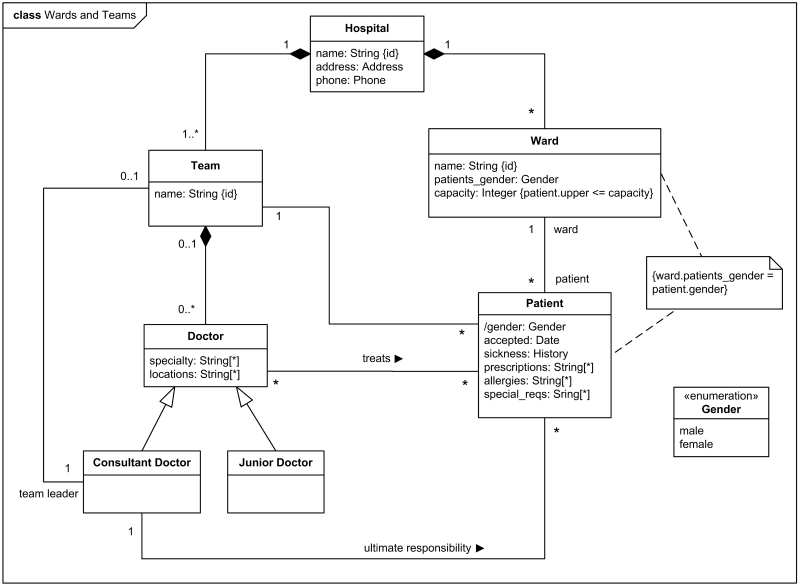 class Wards and Teams
Hospital
name: String {id}
address: Address
phone: Phone
1
1
1..*
*
Team
name: String {id}
Ward
name: String {id}
patients_gender: Gender
capacity: Integer {patient.upper <= capacity}
0..1
1
0..1
1
ward
{ward.patients_gender =
patient.gender}
*
patient
0..*
Patient
/gender: Gender
accepted: Date
sickness: History
prescriptions: String[*]
allergies: String[*]
special_reqs: Sring[*]
*
Doctor
specialty: String[*]
locations: String[*]
treats ▶
*
*
«enumeration»
Gender
male
female
*
Consultant Doctor
Junior Doctor
1
team leader
1
ultimate responsibility ▶